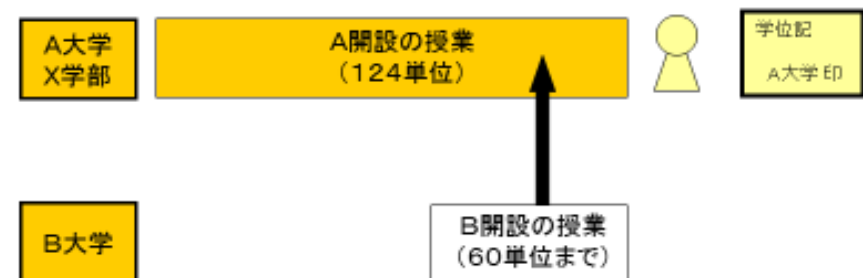 A大学
X学部
A開設の授業
（124単位）
学位記
A大学 印
B大学
B開設の授業
（60単位まで）